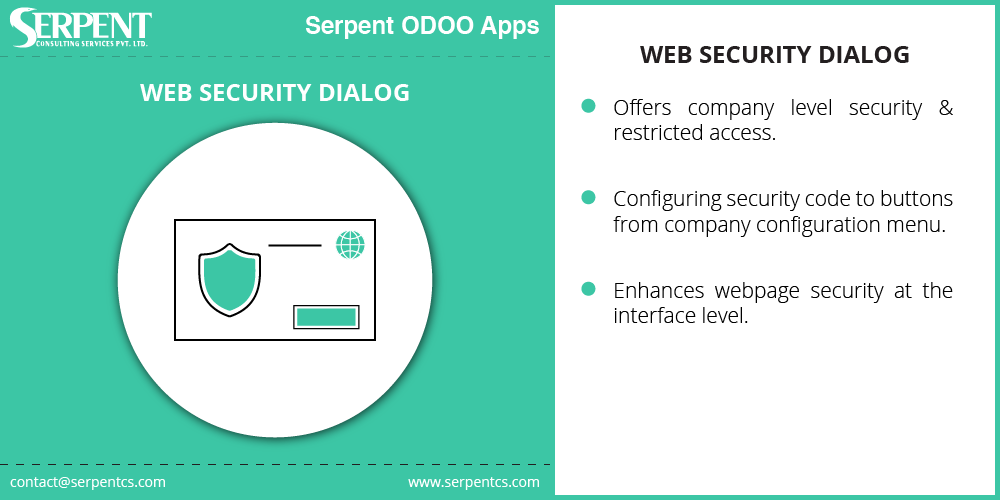 SERPENT
CONSULTING SERVICES PVT. LTD.
Serpent ODOO Apps
WEB SECURITY DIALOG
contact@serpentcs.com
www.serpentcs.com
WEB SECURITY DIALOG
Offers company level security &
restricted access.
Configuring security code to buttons
from company configuration menu.
Enhances webpage security at the
interface level.